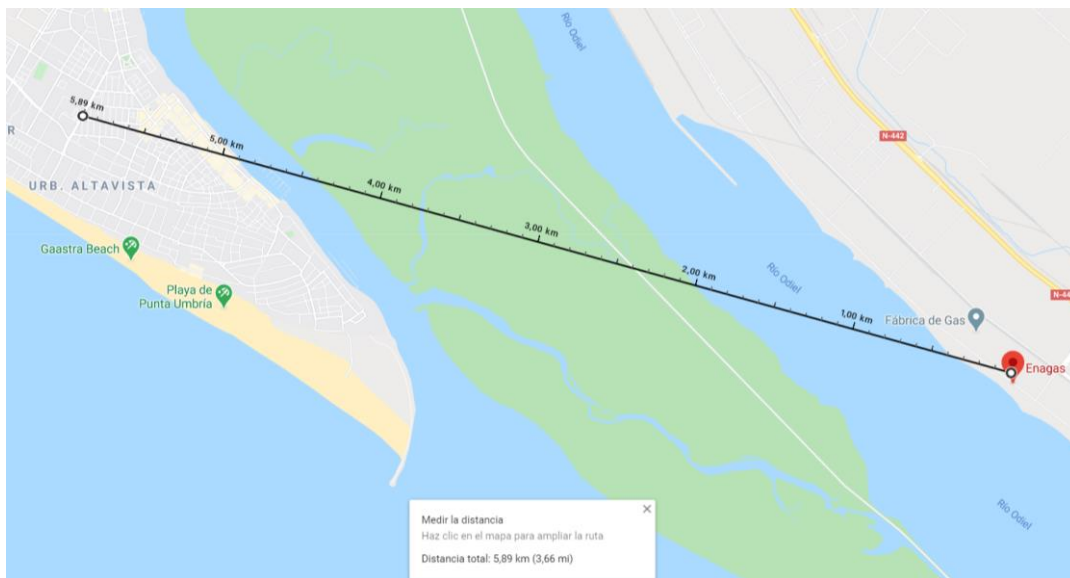 Río Odiel
5,89 km
N-442
5,00 km
R
URB. ALTAVISTA
4,00 km
3,00 km
Gaastra Beach
2,00 km
Río Odiel
Playa de
Punta Umbría
1,00 km
Fábrica de Gas
N-44
Enagas
Río Odiel
Medir la distancia
Haz clic en el mapa para ampliar la ruta
Distancia total: 5,89 km (3,66 mi)